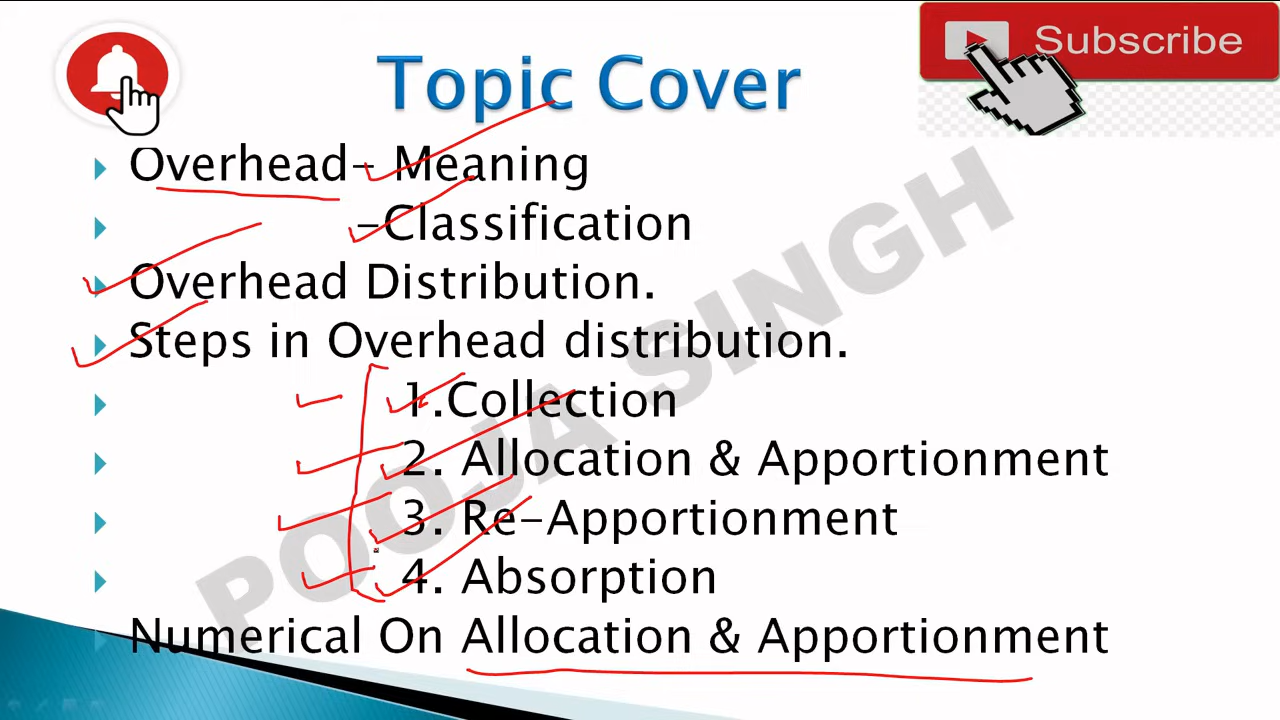 Subscribe
Topic Cover
Overhead- Meaning
-Classification
Overhead Distribution.
Steps in Overhead distribution.
1.Collection
2. Allocation & Apportionment
3. Re-Apportionment
4. Absorption
Numerical On Allocation & Apportionment
POOJA SINGH